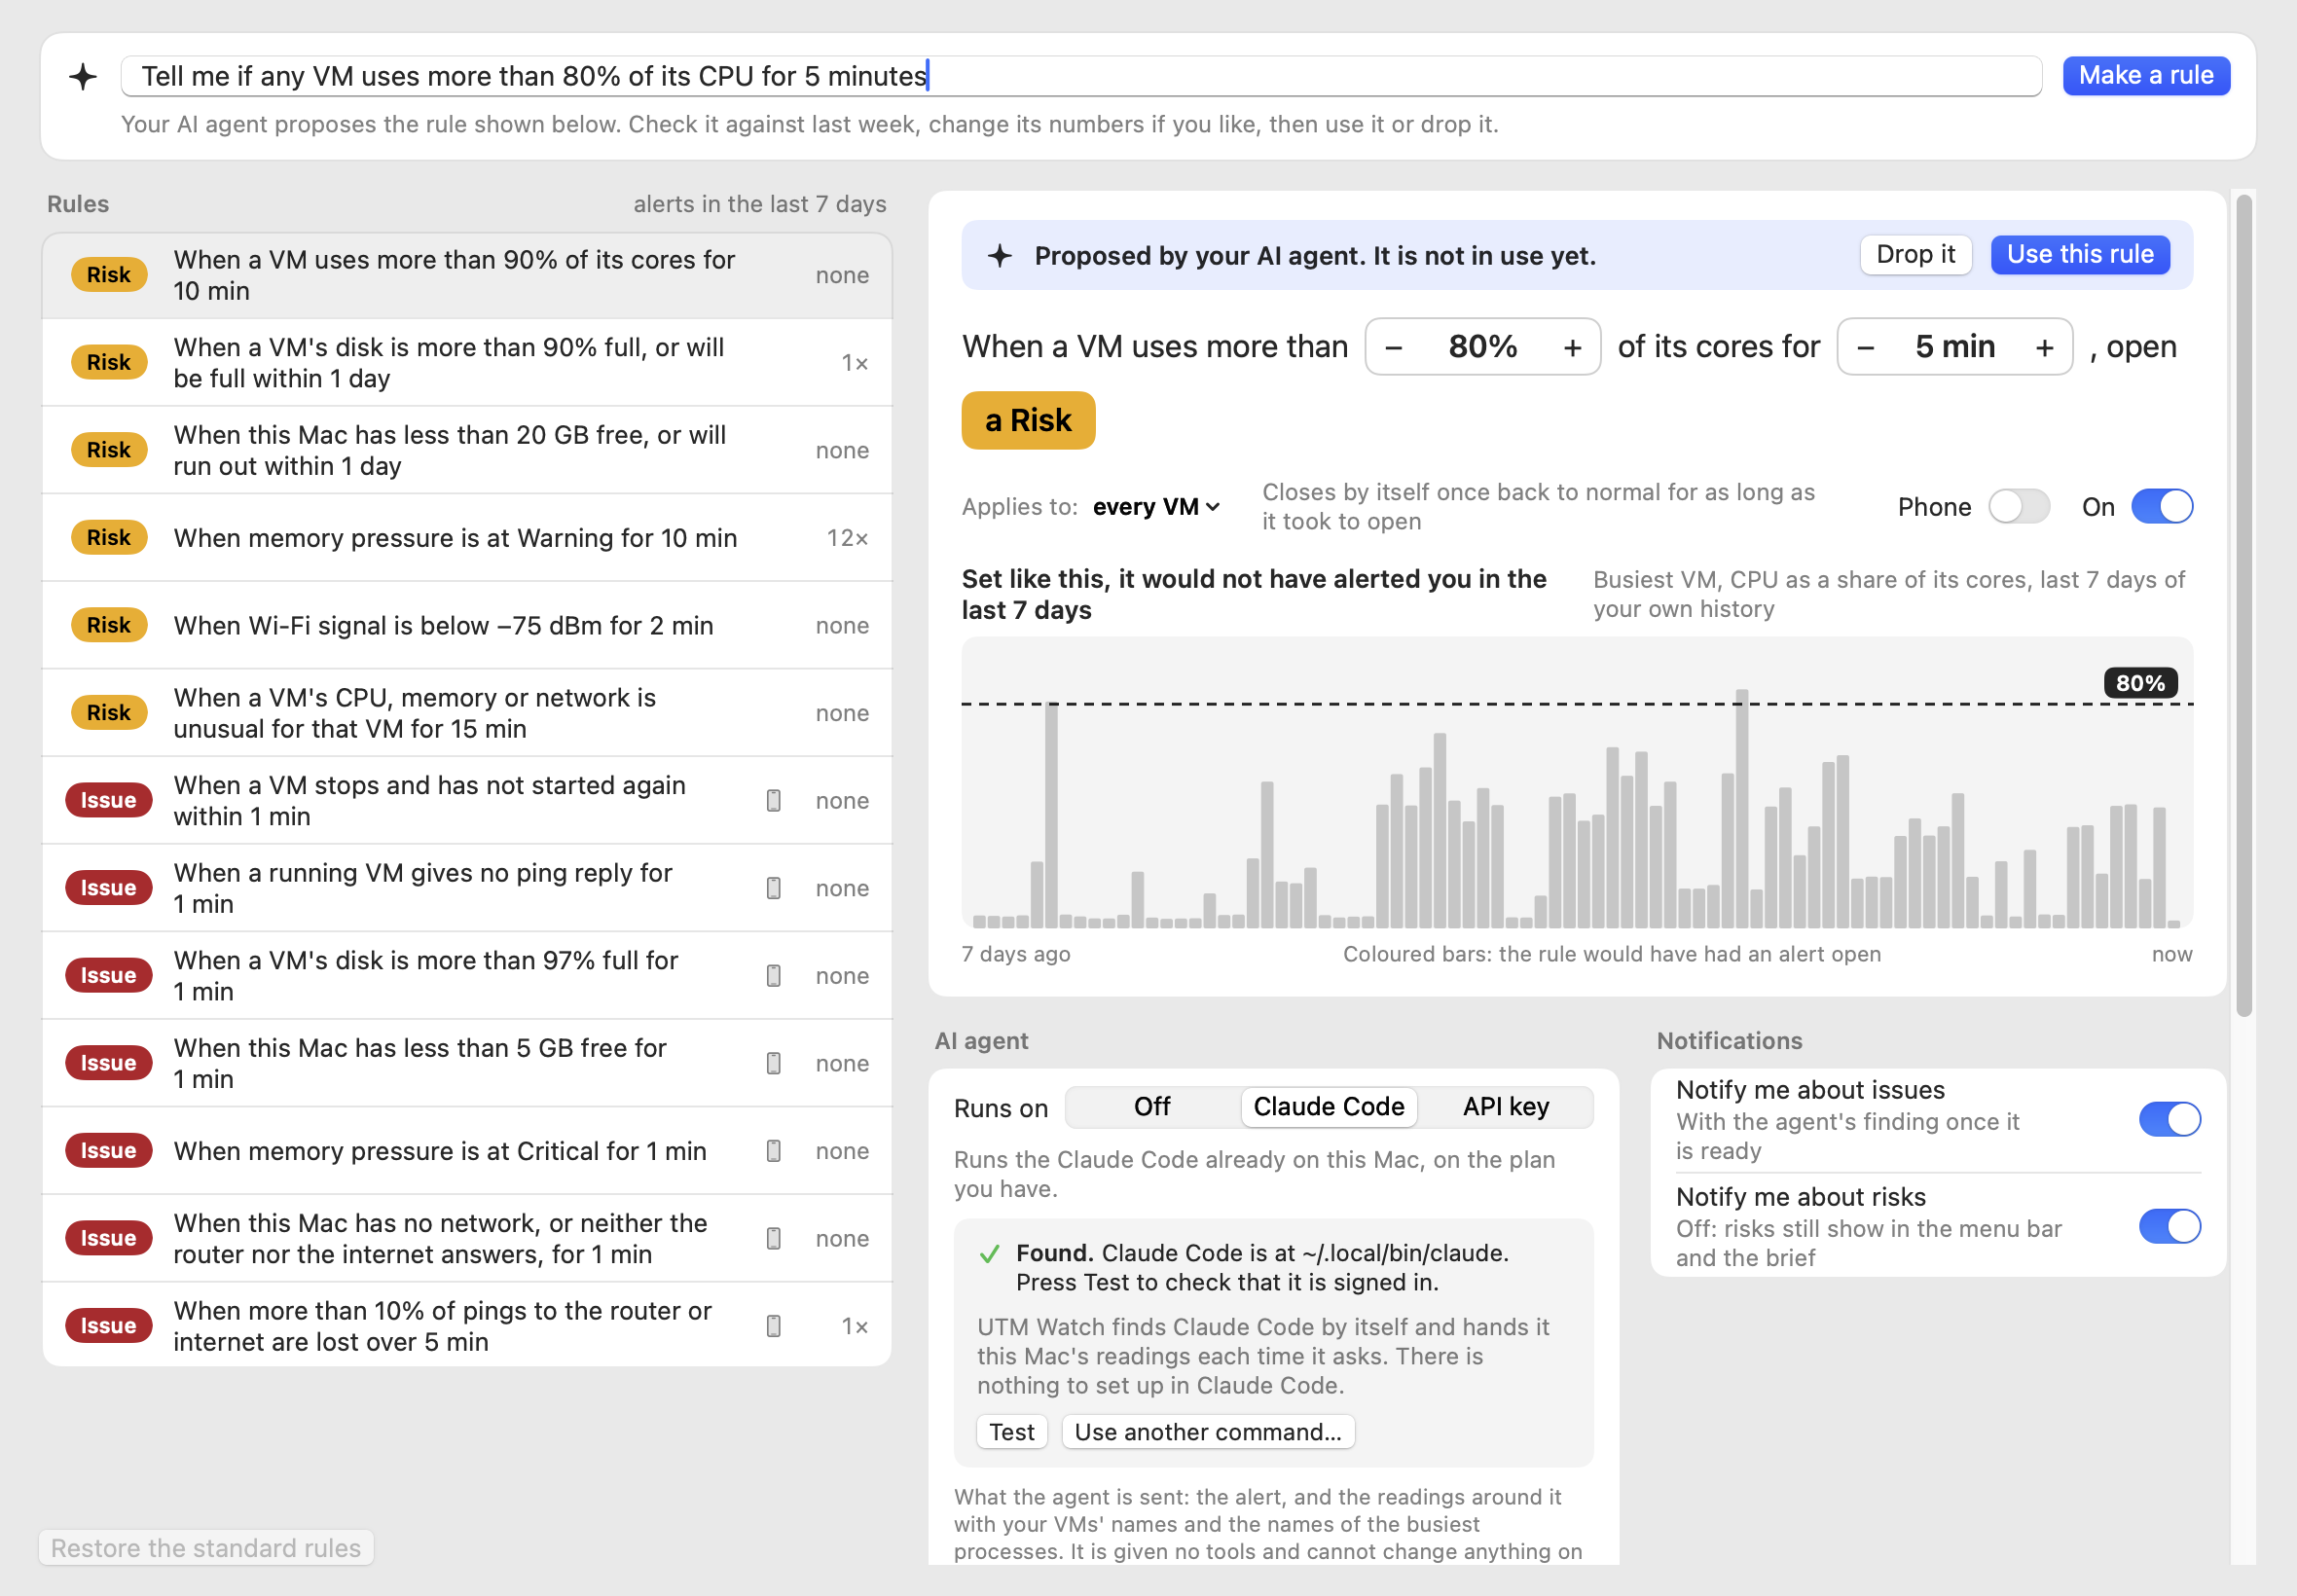 Tell me if any VM uses more than 80% of its CPU for 5 minutes
Make a rule
Your AI agent proposes the rule shown below. Check it against last week, change its numbers if you like, then use it or drop it.
Rules
alerts in the last 7 days
Risk
When a VM uses more than 90% of its cores for
10 min
none
Risk
When a VM's disk is more than 90% full, or will
be full within 1 day
1×
Risk
When this Mac has less than 20 GB free, or will
run out within 1 day
none
Risk
When memory pressure is at Warning for 10 min
12×
Risk
When Wi-Fi signal is below −75 dBm for 2 min
none
Risk
When a VM's CPU, memory or network is
unusual for that VM for 15 min
none
Issue
When a VM stops and has not started again
within 1 min
none
Issue
When a running VM gives no ping reply for
1 min
none
Issue
When a VM's disk is more than 97% full for
1 min
none
Issue
When this Mac has less than 5 GB free for
1 min
none
Issue
When memory pressure is at Critical for 1 min
none
Issue
When this Mac has no network, or neither the
router nor the internet answers, for 1 min
none
Issue
When more than 10% of pings to the router or
internet are lost over 5 min
1×
Restore the standard rules
Proposed by your AI agent. It is not in use yet.
Drop it
Use this rule
When a VM uses more than − 80% + of its cores for − 5 min + , open
a Risk
Applies to: every VM
Closes by itself once back to normal for as long as
it took to open
Phone
On
Set like this, it would not have alerted you in the
last 7 days
Busiest VM, CPU as a share of its cores, last 7 days of
your own history
80%
7 days ago
Coloured bars: the rule would have had an alert open
now
AI agent
Runs on
Off
Claude Code
API key
Runs the Claude Code already on this Mac, on the plan
you have.
Found. Claude Code is at ~/.local/bin/claude.
Press Test to check that it is signed in.
UTM Watch finds Claude Code by itself and hands it
this Mac's readings each time it asks. There is
nothing to set up in Claude Code.
Test
Use another command...
What the agent is sent: the alert, and the readings around it
with your VMs' names and the names of the busiest
processes. It is given no tools and cannot change anything on
Notifications
Notify me about issues
With the agent's finding once it
is ready
Notify me about risks
Off: risks still show in the menu bar
and the brief